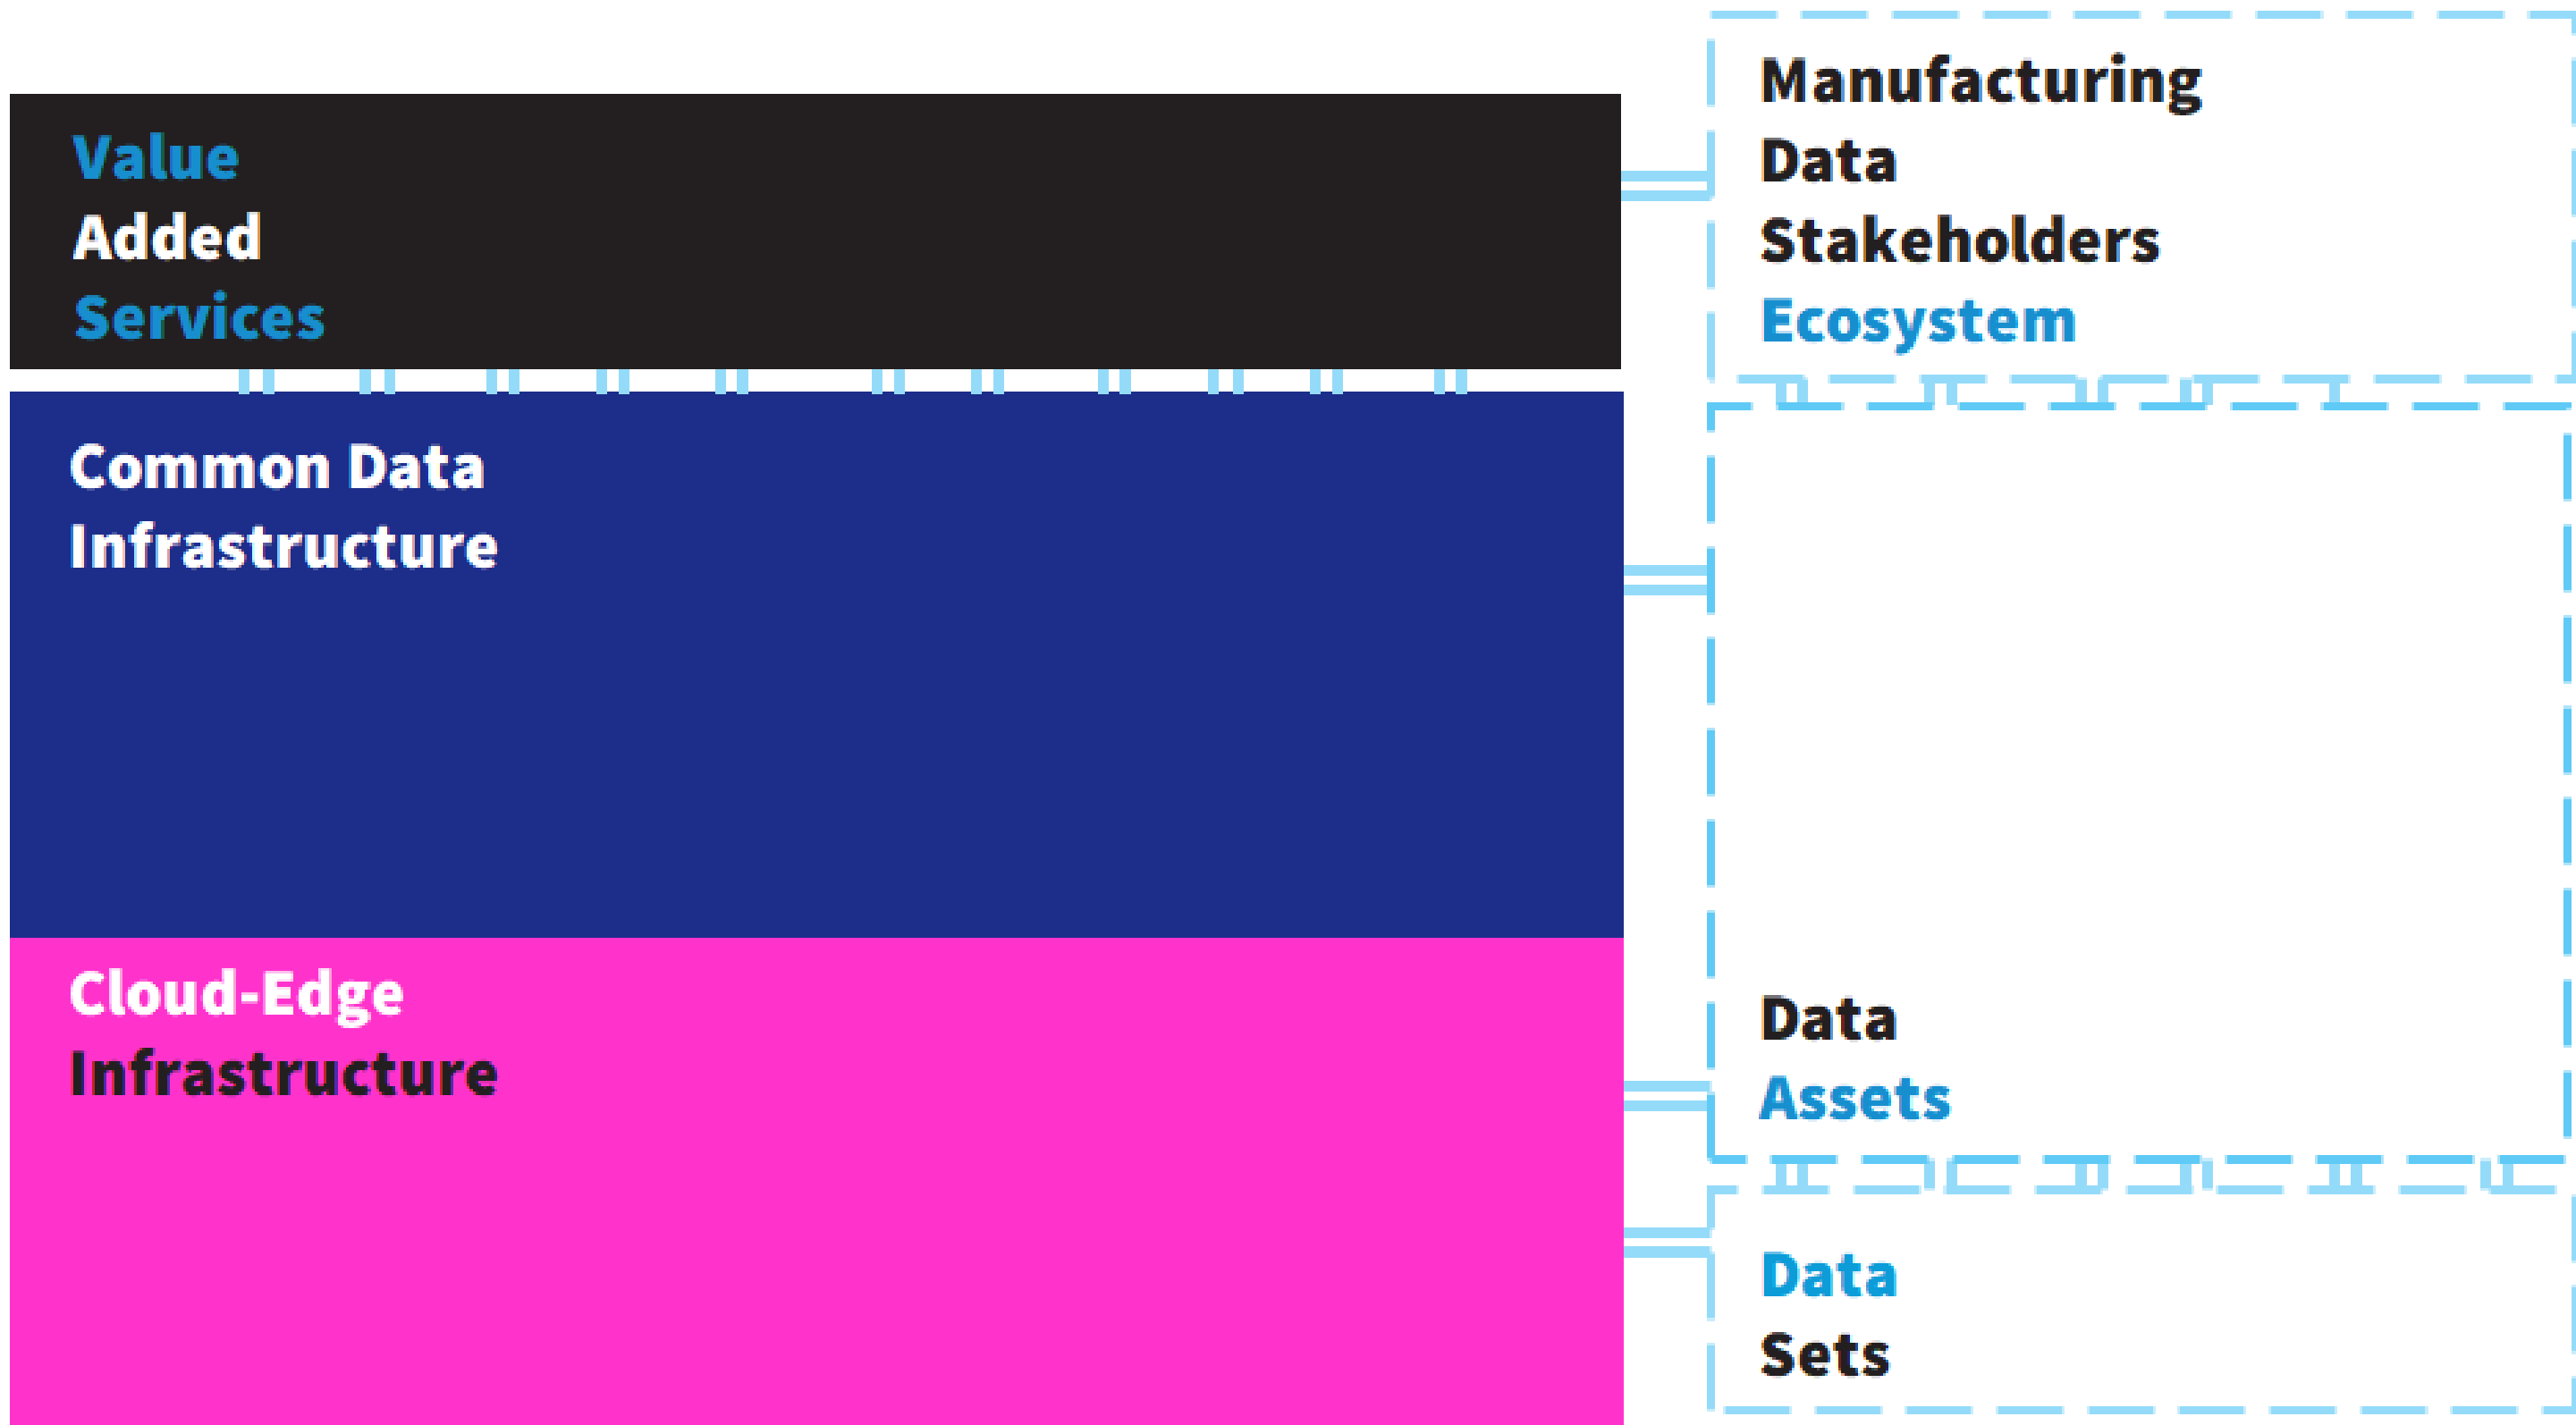 Value
Added
Services
Common Data
Infrastructure
Cloud-Edge
Infrastructure
Manufacturing
Data
Stakeholders
Ecosystem
Data
Assets
Data
Sets